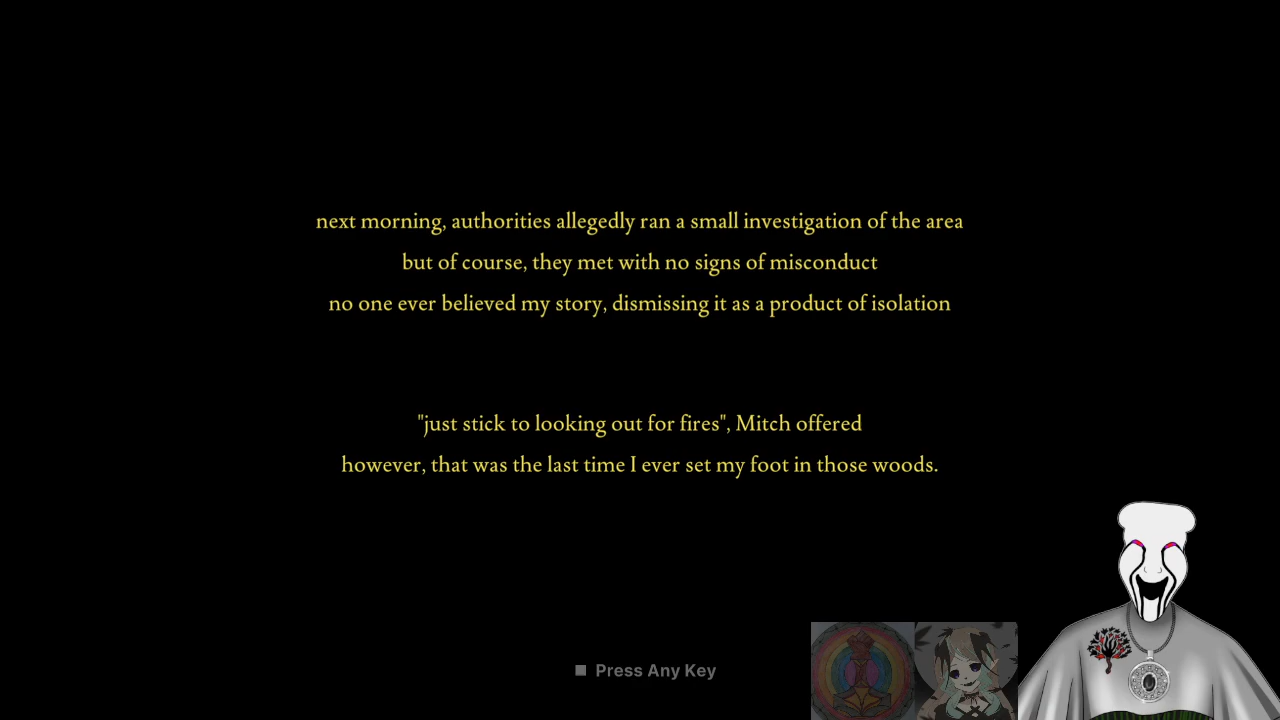 next morning, authorities allegedly ran a small investigation of the area
but of course, they met with no signs of misconduct
no one ever believed my story, dismissing it as a product of isolation
"just stick to looking out for fires", Mitch offered
however, that was the last time I ever set my foot in those woods.
Press Any Key